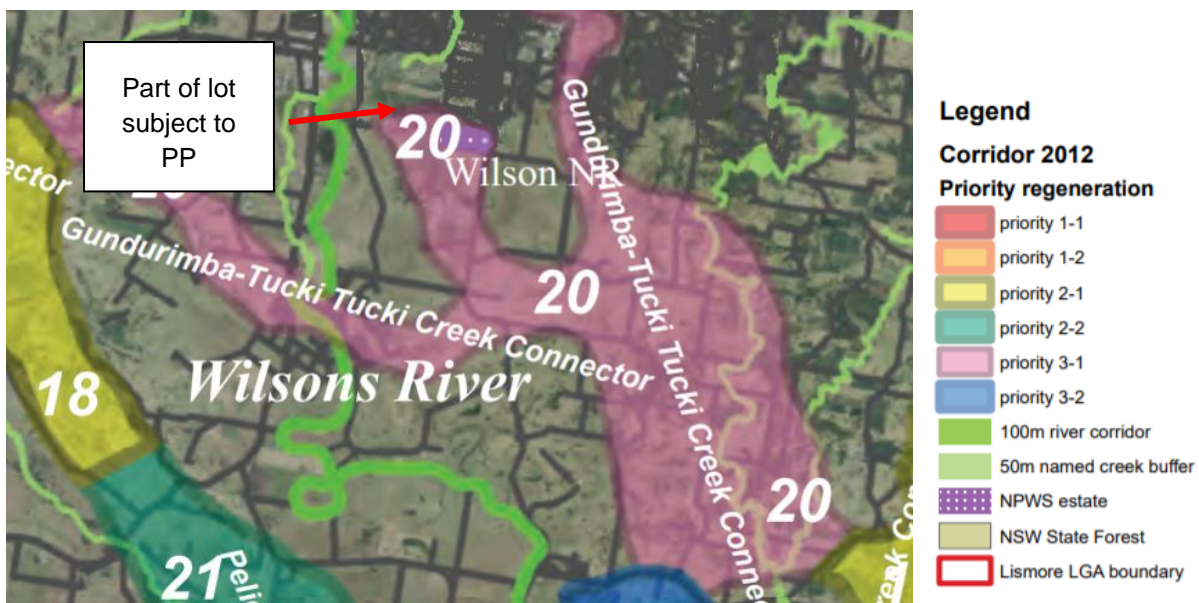 Part of lot
subject to
PP
20
Wilson N
Gundurimba-Tucki Tucki Creek Connec
ector
Gundurimba-Tucki Tucki Creek Connector
20
Wilsons River
18
20
21
Peli
Legend
Corridor 2012
Priority regeneration
priority 1-1
priority 1-2
priority 2-1
priority 2-2
priority 3-1
priority 3-2
100m river corridor
50m named creek buffer
NPWS estate
NSW State Forest
Lismore LGA boundary